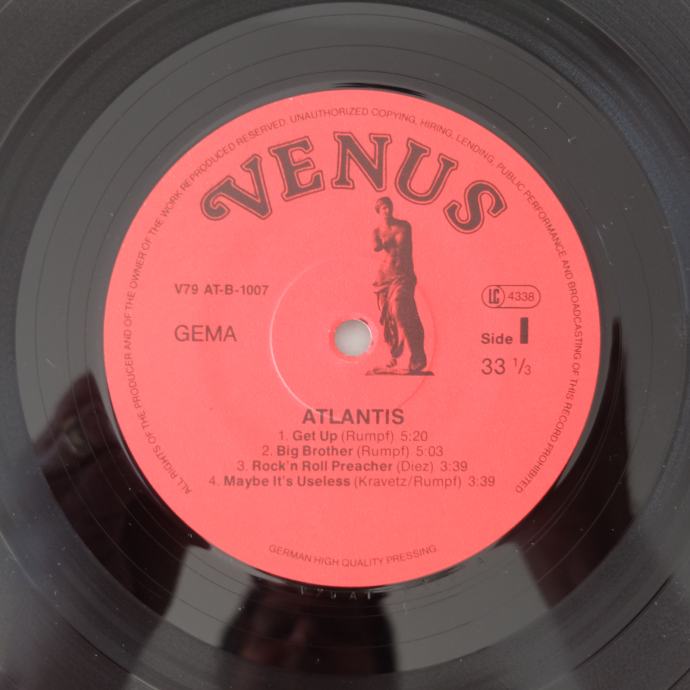 ALL RIGHTS OF THE PRODUCER AND OF THE OWNER OF THE WORK REPRODUCED RESERVED. UNAUTHORIZED COPYING, HIRING, LENDING, PUBLIC PERFORMANCE AND BROADCASTING OF THIS RECORD PROHIBITED
VENUS
V79 AT-B-1007
LC 4338
GEMA
Side I
33 1/3
ATLANTIS
1. Get Up (Rumpf) 5:20
2. Big Brother (Rumpf) 5:03
3. Rock'n Roll Preacher (Diez) 3:39
4. Maybe It's Useless (Kravetz/Rumpf) 3:39
GERMAN HIGH QUALITY PRESSING
V79 AT